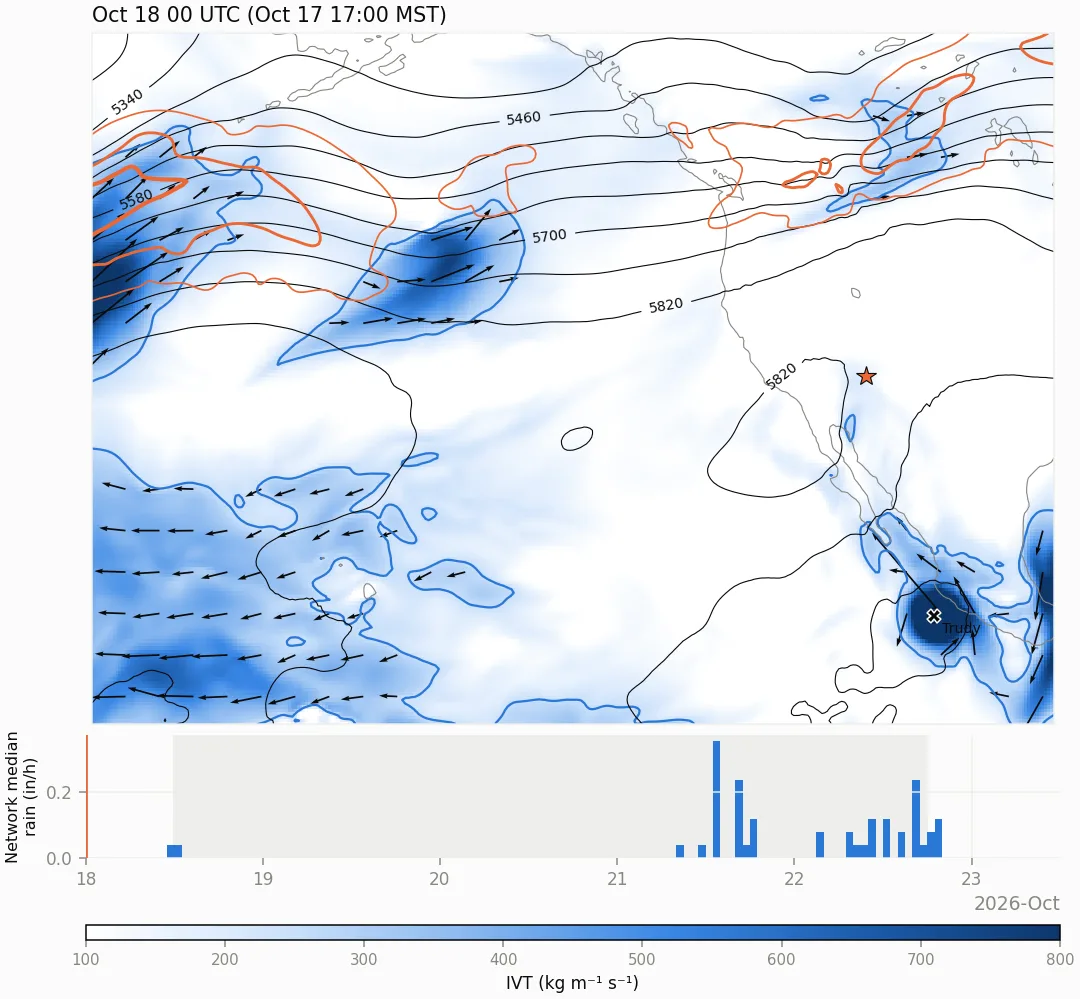 Oct 18 00 UTC (Oct 17 17:00 MST)
5340
5460
5580
5700
5820
5820
Trudy
Network median
rain (in/h)
0.2
0.0
18 19 20 21 22 23
2026-Oct
100 200 300 400 500 600 700 800
IVT (kg m⁻¹ s⁻¹)